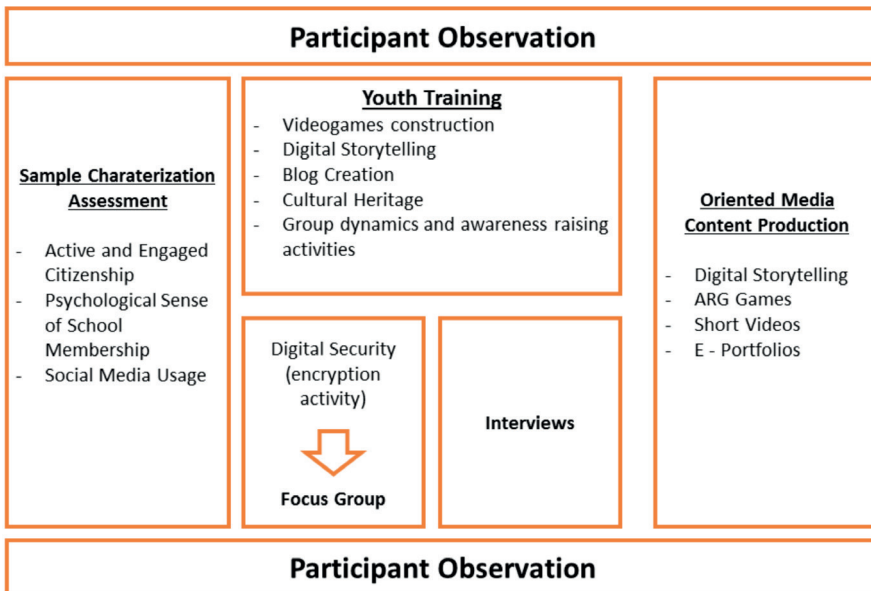 Participant Observation
Sample Charaterization
Assessment
- Active and Engaged
Citizenship
- Psychological Sense
of School
Membership
- Social Media Usage
Youth Training
- Videogames construction
- Digital Storytelling
- Blog Creation
- Cultural Heritage
- Group dynamics and awareness raising
activities
Digital Security
(encryption
activity)
Focus Group
Interviews
Oriented Media
Content Production
- Digital Storytelling
- ARG Games
- Short Videos
- E - Portfolios
Participant Observation